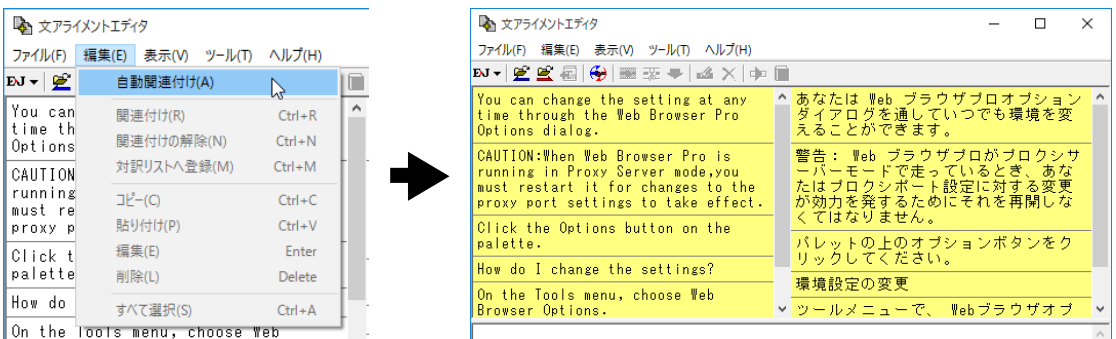 文アライメントエディタ
ファイル(F) 編集(E) 表示(V) ツール(T) ヘルプ(H)
EJ
自動関連付け(A)
関連付け(R) Ctrl+R
関連付けの解除(N) Ctrl+N
対訳リストへ登録(M) Ctrl+M
コピー(C) Ctrl+C
貼り付け(P) Ctrl+V
編集(E) Enter
削除(L) Delete
すべて選択(S) Ctrl+A
You can
time th
Options
CAUTION
running
must re
proxy p
Click t
palette
How do
On the Tools menu, choose Web
文アライメントエディタ
ファイル(F) 編集(E) 表示(V) ツール(T) ヘルプ(H)
EJ
You can change the setting at any
time through the Web Browser Pro
Options dialog.
CAUTION:When Web Browser Pro is
running in Proxy Server mode,you
must restart it for changes to the
proxy port settings to take effect.
Click the Options button on the
palette.
How do I change the settings?
On the Tools menu, choose Web
Browser Options.
あなたは Web ブラウザプロオプション
ダイアログを通していつでも環境を変
えることができます。
警告: Web ブラウザプロがプロクシサ
ーバーモードで走っているとき、あな
たはプロクシポート設定に対する変更
が効力を発するためにそれを再開しな
くてはなりません。
パレットの上のオプションボタンをク
リックしてください。
環境設定の変更
ツールメニューで、 Webブラウザオプ